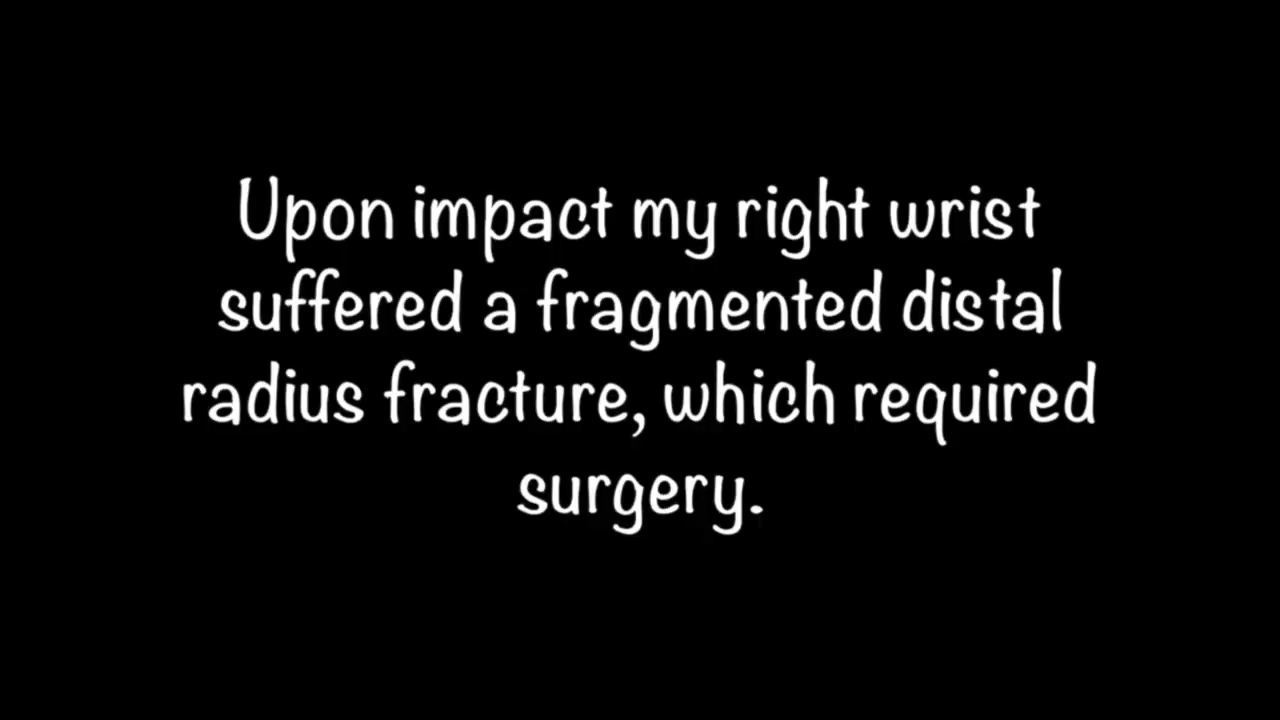 Upon impact my right wrist
suffered a fragmented distal
radius fracture, which required
surgery.